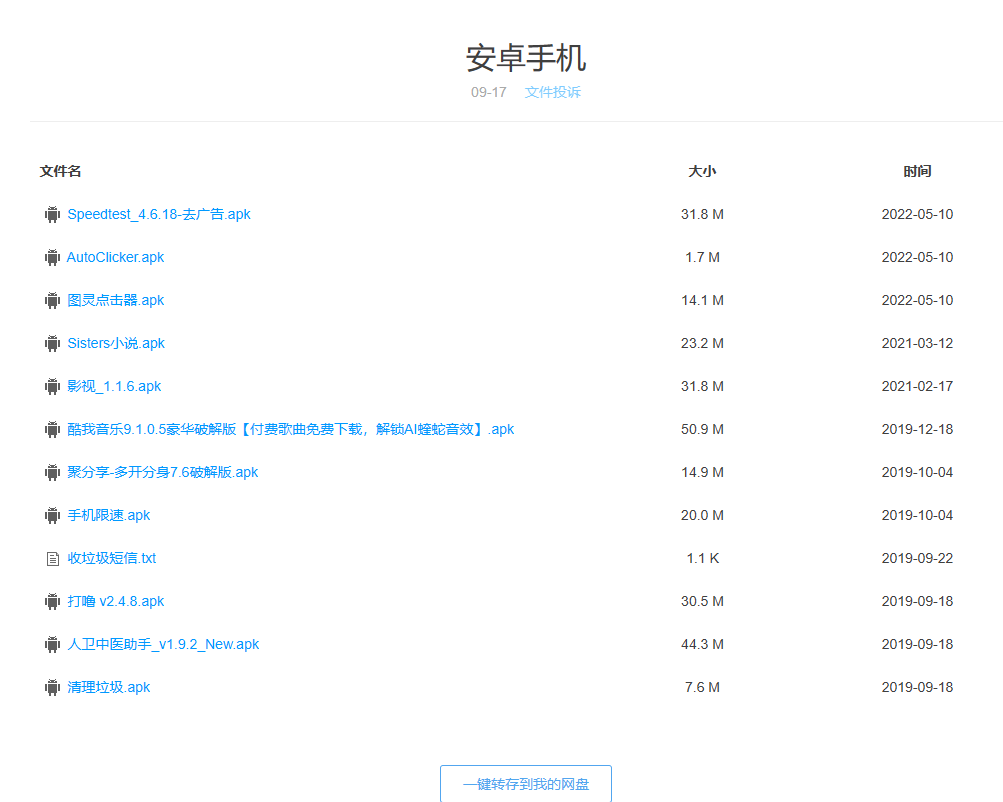 安卓手机
09-17 文件投诉
文件名 大小 时间
Speedtest_4.6.18-去广告.apk 31.8 M 2022-05-10
AutoClicker.apk 1.7 M 2022-05-10
图灵点击器.apk 14.1 M 2022-05-10
Sisters小说.apk 23.2 M 2021-03-12
影视_1.1.6.apk 31.8 M 2021-02-17
酷我音乐9.1.0.5豪华破解版【付费歌曲免费下载，解锁AI蝰蛇音效】.apk 50.9 M 2019-12-18
聚分享-多开分身7.6破解版.apk 14.9 M 2019-10-04
手机限速.apk 20.0 M 2019-10-04
收垃圾短信.txt 1.1 K 2019-09-22
打噜 v2.4.8.apk 30.5 M 2019-09-18
人卫中医助手_v1.9.2_New.apk 44.3 M 2019-09-18
清理垃圾.apk 7.6 M 2019-09-18
一键转存到我的网盘